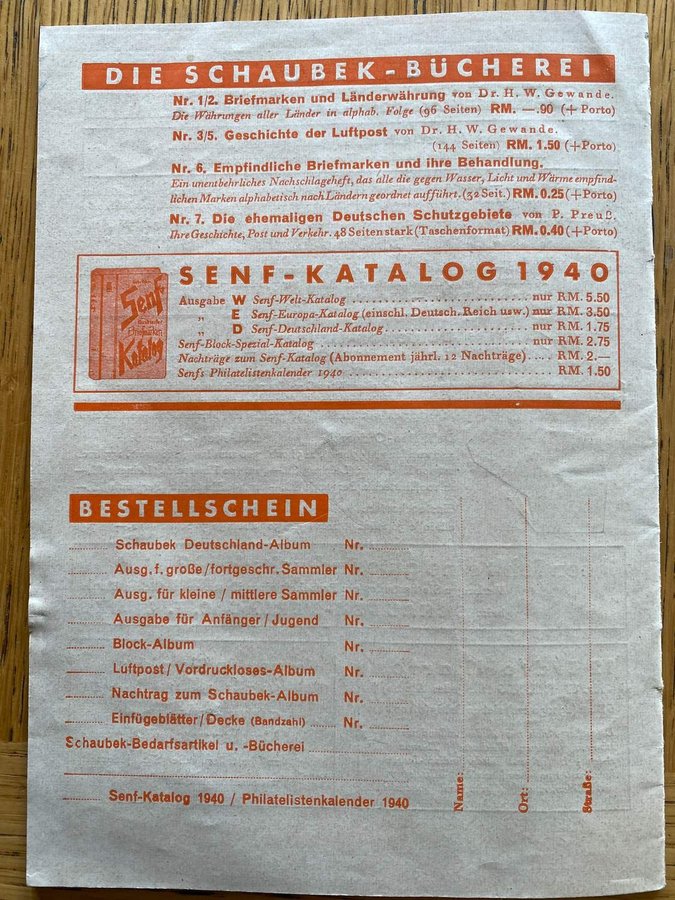 DIE SCHAUBEK-BÜCHEREI
Nr. 1/2. Briefmarken und Länderwährung von Dr. H. W. Gewande.
Die Währungen aller Länder in alphab. Folge (96 Seiten) RM. —.90 (+Porto)
Nr. 3/5. Geschichte der Luftpost von Dr. H. W. Gewande.
(144 Seiten) RM. 1.50 (+Porto)
Nr. 6. Empfindliche Briefmarken und ihre Behandlung.
Ein unentbehrliches Nachschlageheft, das alle die gegen Wasser, Licht und Wärme empfind-
lichen Marken alphabetisch nach Ländern geordnet aufführt. (32 Seit.) RM. 0.25 (+Porto)
Nr. 7. Die ehemaligen Deutschen Schutzgebiete von P. Preuß.
Ihre Geschichte, Post und Verkehr. 48 Seiten stark (Taschenformat) RM. 0.40 (+Porto)
Senf-
Briefmarken
Katalog
SENF-KATALOG 1940
Ausgabe W Senf-Welt-Katalog . . . . . . . . . . nur RM. 5.50
„ E Senf-Europa-Katalog (einschl. Deutsch. Reich usw.) nur RM. 3.50
„ D Senf-Deutschland-Katalog . . . . . . . . nur RM. 1.75
Senf-Block-Spezial-Katalog . . . . . . . . . . nur RM. 2.75
Nachträge zum Senf-Katalog (Abonnement jährl. 12 Nachträge) .... RM. 2.—
Senfs Philatelistenkalender 1940 . . . . . . . . . . RM. 1.50
BESTELLSCHEIN
........ Schaubek Deutschland-Album Nr. ........
........ Ausg. f. große/fortgeschr. Sammler Nr. ........
........ Ausg. für kleine / mittlere Sammler Nr. ........
........ Ausgabe für Anfänger/Jugend Nr. ........
........ Block-Album Nr. ........
........ Luftpost/Vordruckloses-Album Nr. ........
........ Nachtrag zum Schaubek-Album Nr. ........
........ Einfügeblätter/Decke (Bandzahl) ...... Nr. ........
Schaubek-Bedarfsartikel u. -Bücherei ................
........ Senf-Katalog 1940 / Philatelistenkalender 1940
Name:
Ort:
Straße: